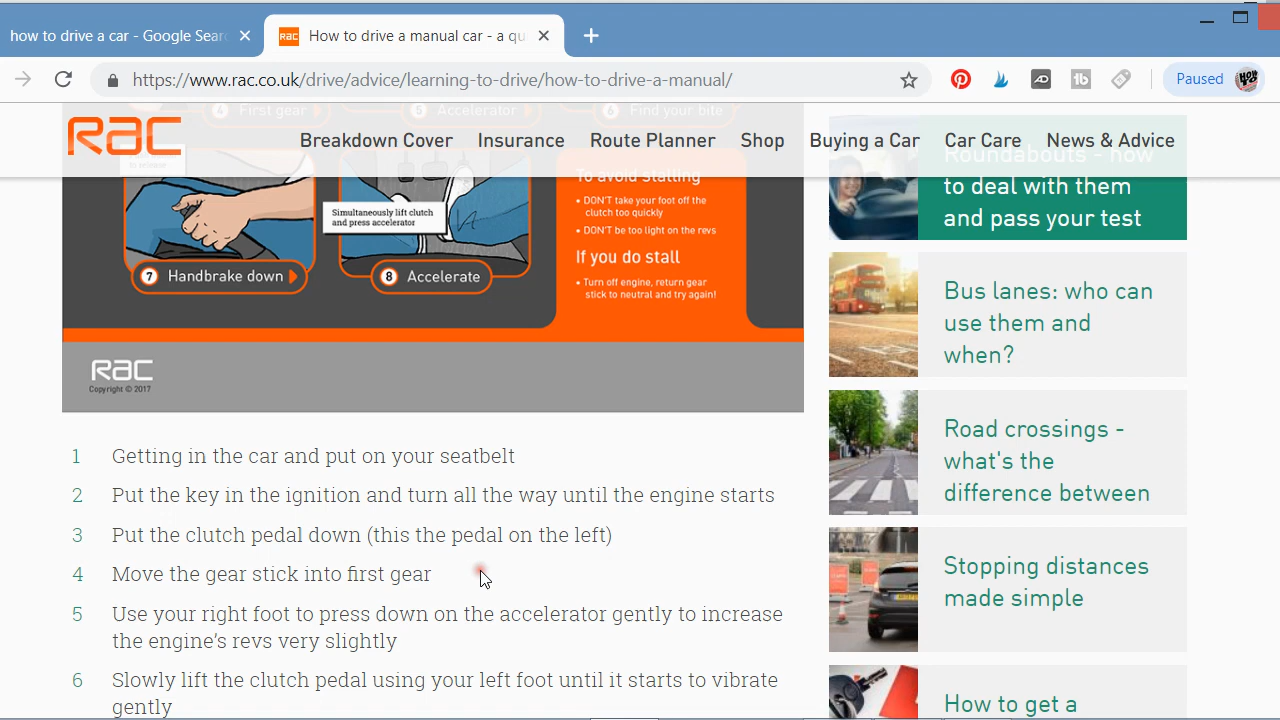 how to drive a car - Google Sear
RAC
How to drive a manual car - a qu
https://www.rac.co.uk/drive/advice/learning-to-drive/how-to-drive-a-manual/
Paused
4 First gear
5 Accelerator
6 Find your bite
RAC
Breakdown Cover
Insurance
Route Planner
Shop
Buying a Car
Car Care
News & Advice
Simultaneously lift clutch
and press accelerator
7 Handbrake down
8 Accelerate
To avoid stalling
• DON'T take your foot off the
clutch too quickly
• DON'T be too light on the revs
If you do stall
• Turn off engine, return gear
stick to neutral and try again!
RAC
Copyright © 2017
1 Getting in the car and put on your seatbelt
2 Put the key in the ignition and turn all the way until the engine starts
3 Put the clutch pedal down (this the pedal on the left)
4 Move the gear stick into first gear
5 Use your right foot to press down on the accelerator gently to increase
the engine's revs very slightly
6 Slowly lift the clutch pedal using your left foot until it starts to vibrate
gently
Roundabouts - how
to deal with them
and pass your test
Bus lanes: who can
use them and
when?
Road crossings -
what's the
difference between
Stopping distances
made simple
How to get a